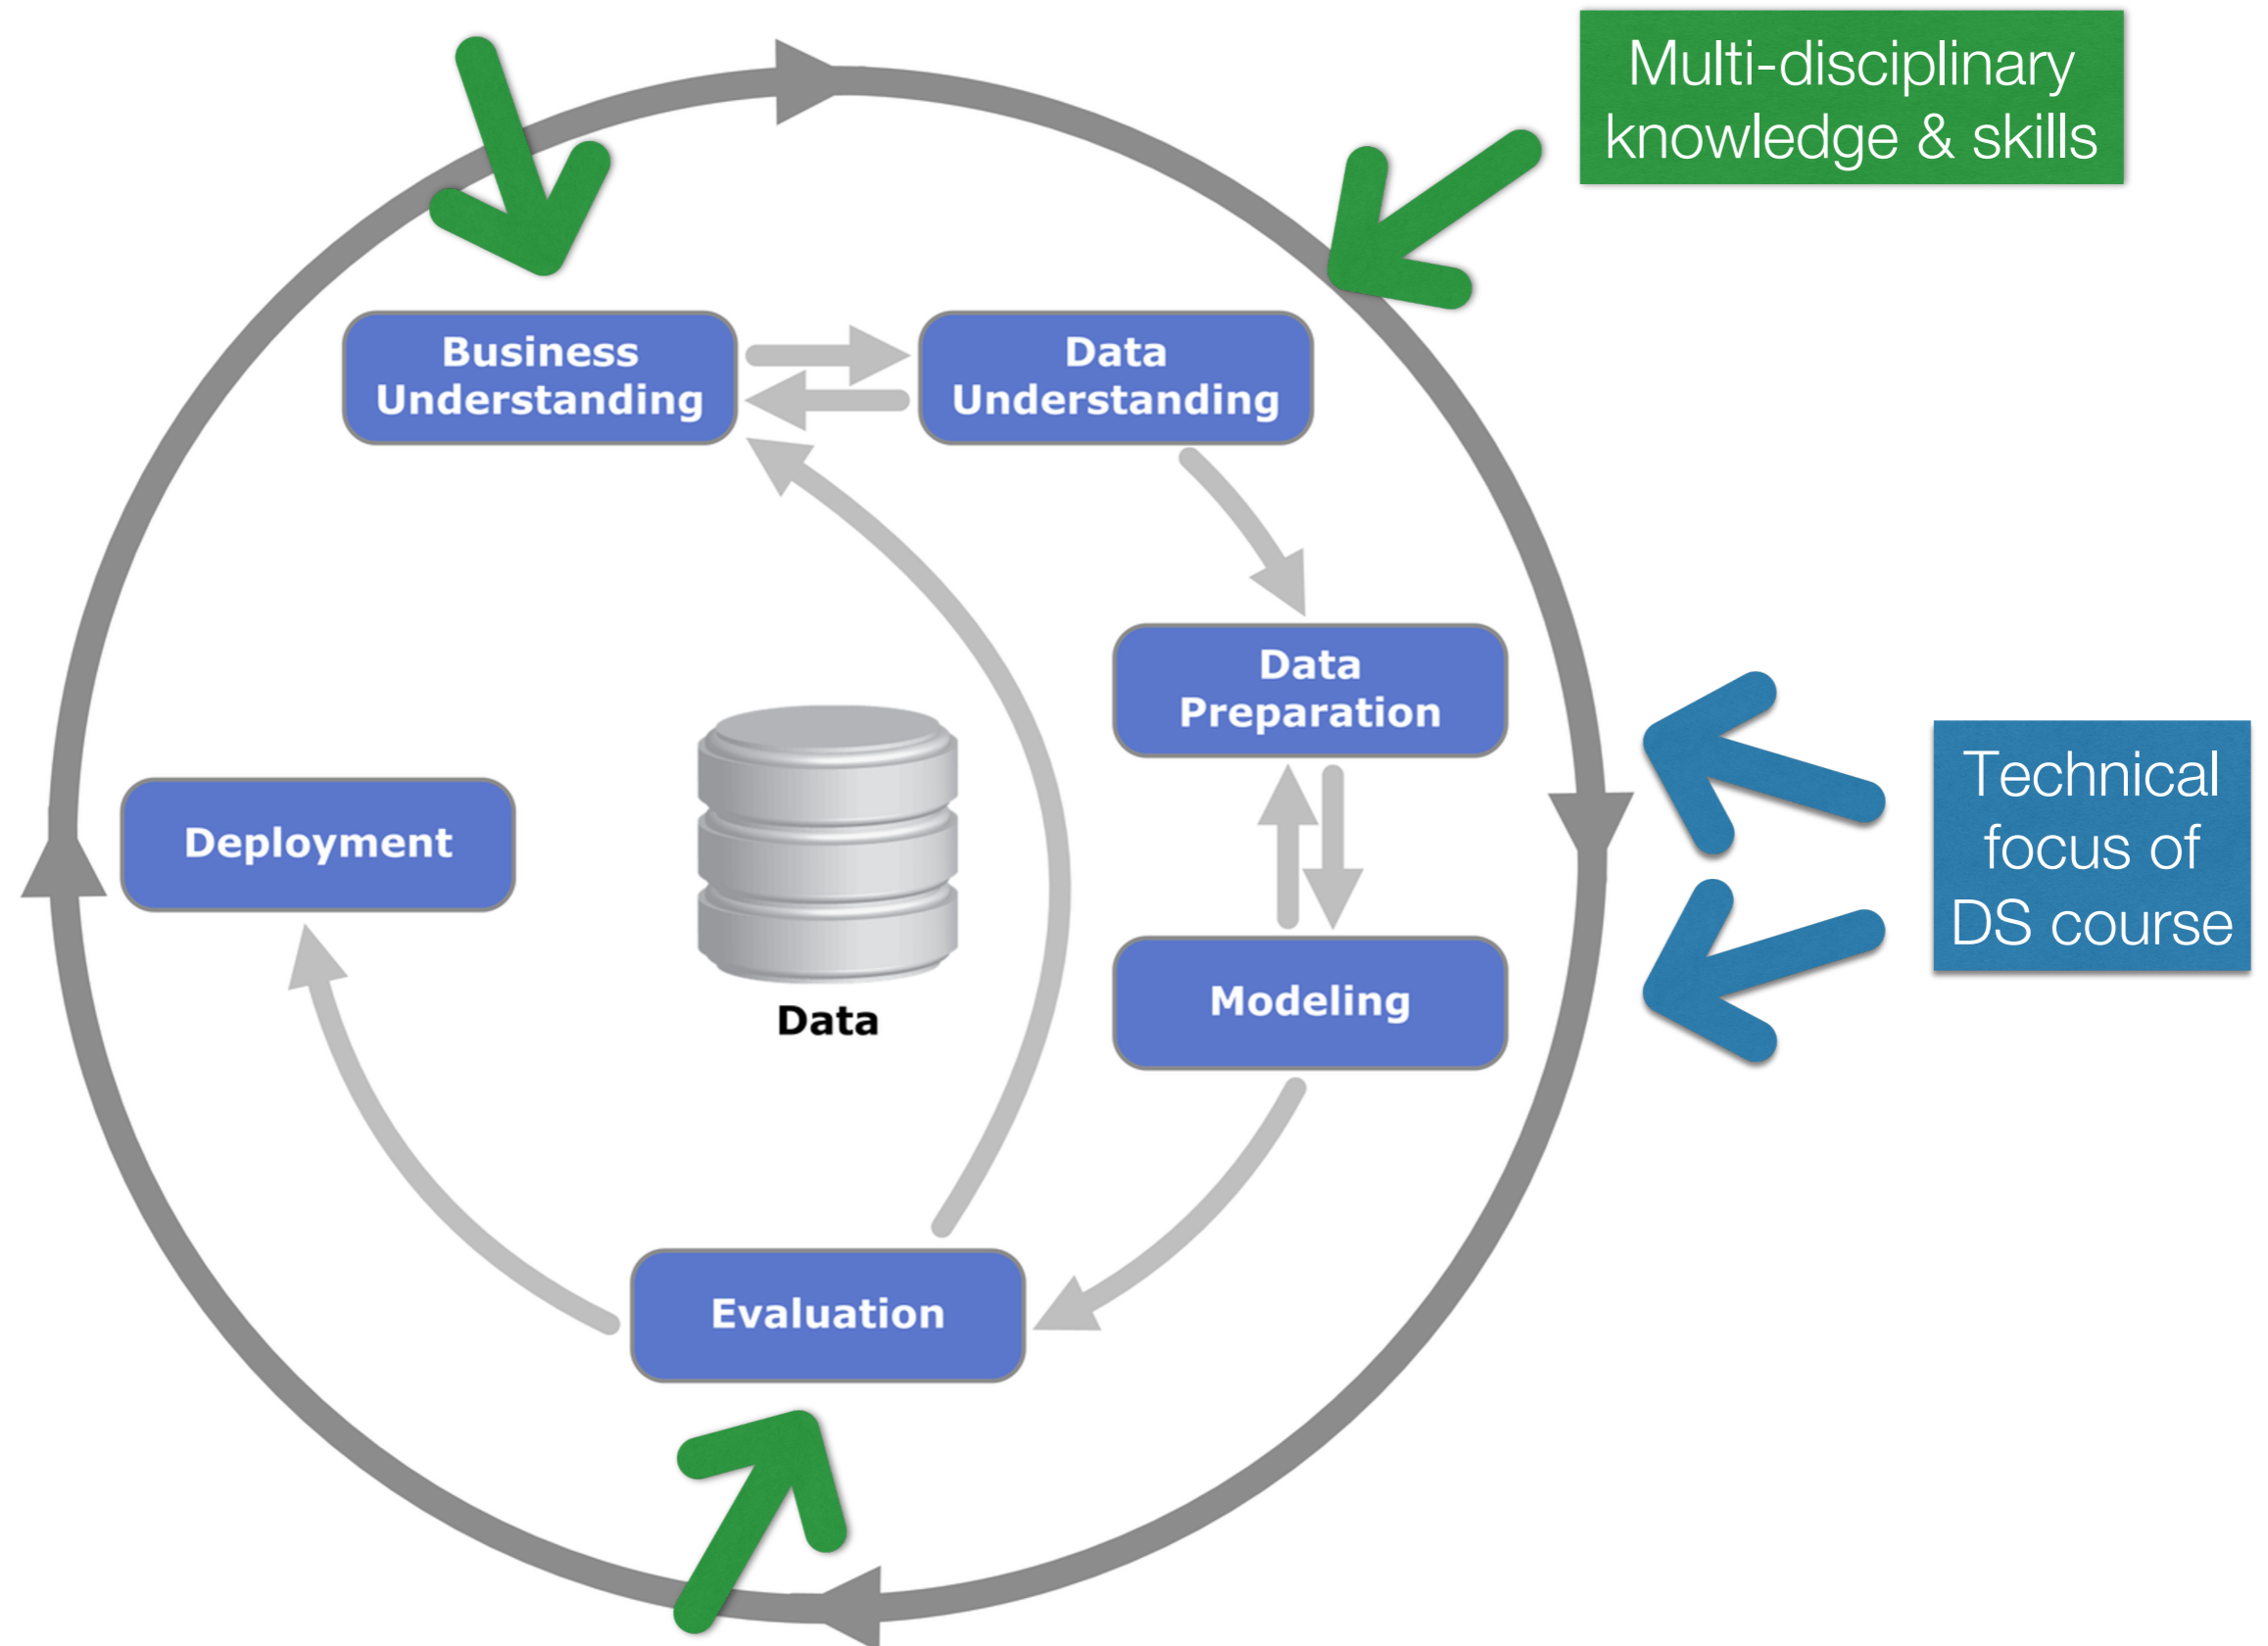 Multi-disciplinary
knowledge & skills
Business
Understanding
Data
Understanding
Data
Preparation
Technical
focus of
DS course
Deployment
Modeling
Data
Evaluation